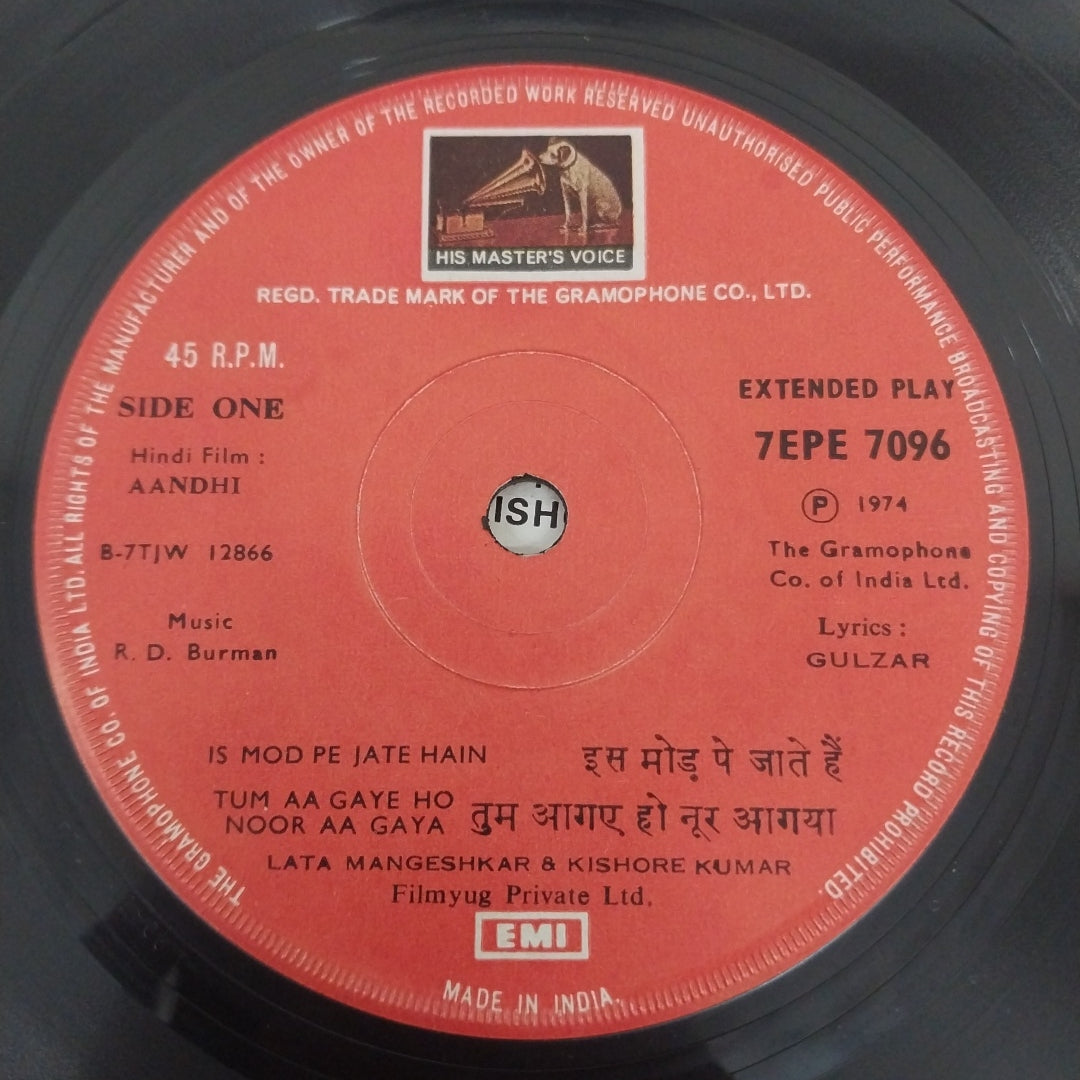 THE GRAMOPHONE CO. OF INDIA LTD. ALL RIGHTS OF THE MANUFACTURER AND OF THE OWNER OF THE RECORDED WORK RESERVED UNAUTHORISED PUBLIC PERFORMANCE BROADCASTING AND COPYING OF THIS RECORD PROHIBITED.
HIS MASTER'S VOICE
REGD. TRADE MARK OF THE GRAMOPHONE CO., LTD.
45 R.P.M.
SIDE ONE
Hindi Film :
AANDHI
B-7TJW 12866
Music
R. D. Burman
ISH
EXTENDED PLAY
7EPE 7096
Ⓟ 1974
The Gramophone
Co. of India Ltd.
Lyrics :
GULZAR
IS MOD PE JATE HAIN इस मोड़ पे जाते हैं
TUM AA GAYE HO
NOOR AA GAYA तुम आगए हो नूर आगया
LATA MANGESHKAR & KISHORE KUMAR
Filmyug Private Ltd.
EMI
MADE IN INDIA.